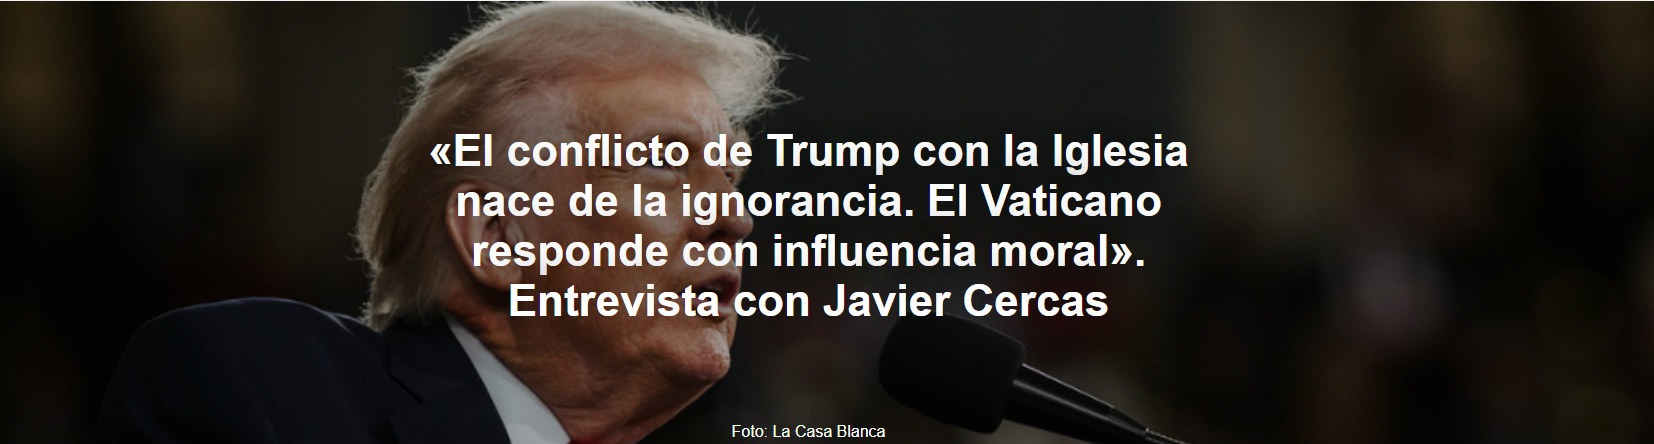 «El conflicto de Trump con la Iglesia
nace de la ignorancia. El Vaticano
responde con influencia moral».
Entrevista con Javier Cercas
Foto: La Casa Blanca